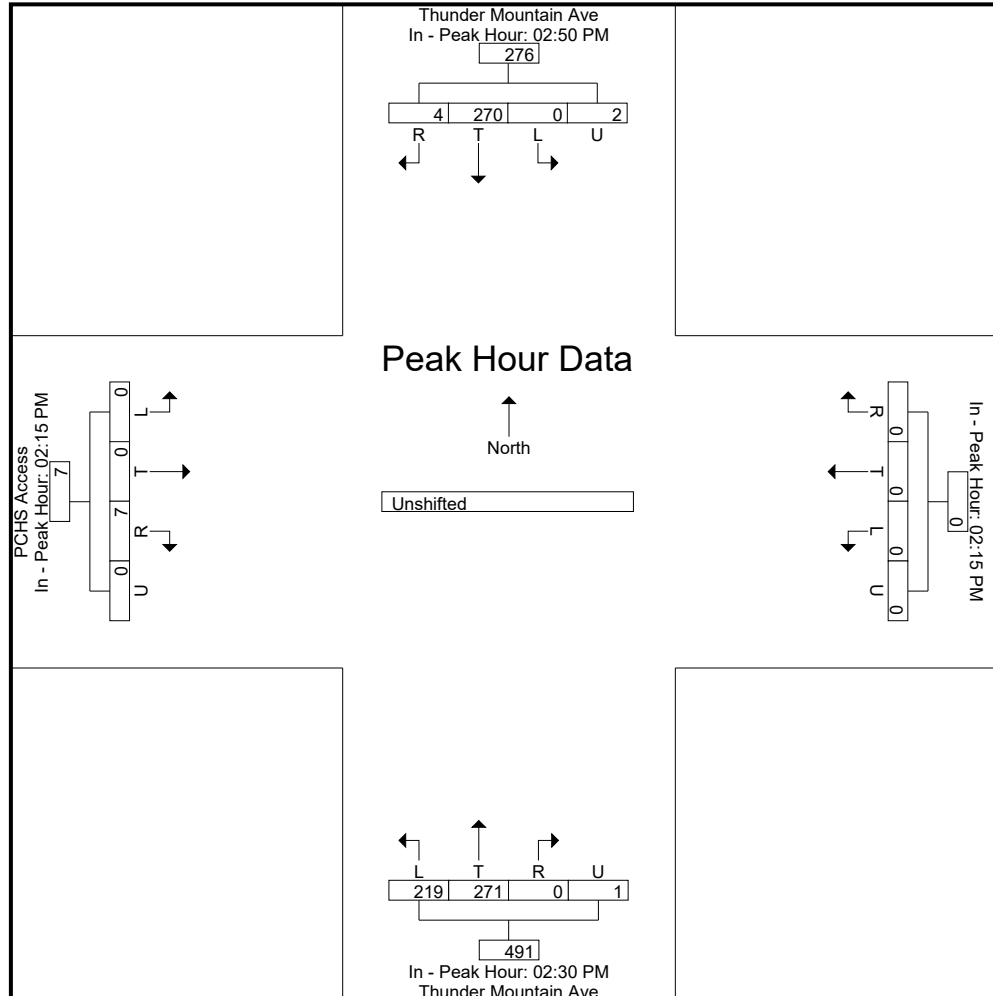 Thunder Mountain Ave
In - Peak Hour: 02:50 PM
276
4 270 0 2
R T L U
Peak Hour Data
North
Unshifted
PCHS Access
In - Peak Hour: 02:15 PM
7
0 0 7 0
L T R U
In - Peak Hour: 02:15 PM
0
0 0 0 0
R T L U
L T R U
219 271 0 1
491
In - Peak Hour: 02:30 PM
Thunder Mountain Ave